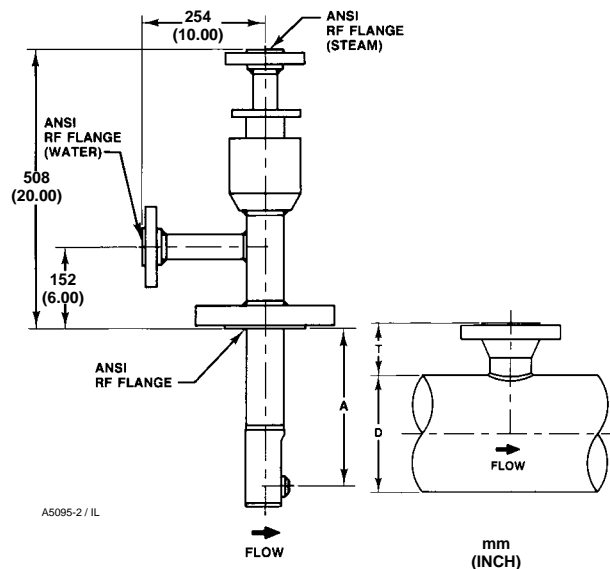 254
(10.00)
ANSI
RF FLANGE
(STEAM)
ANSI
RF FLANGE
(WATER)
508
(20.00)
152
(6.00)
ANSI
RF FLANGE
A
T
D
FLOW
A5095-2 / IL
FLOW
mm
(INCH)